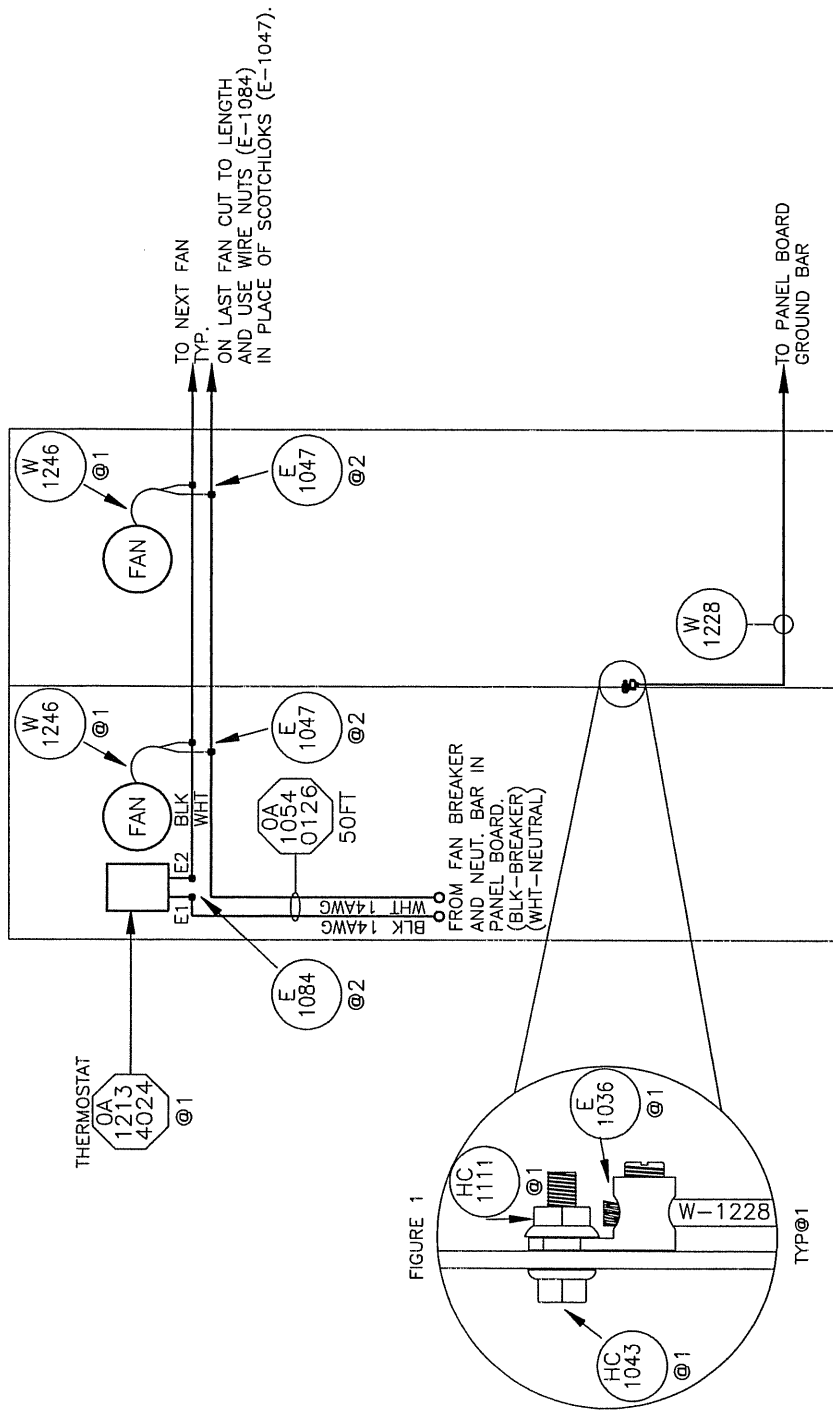 THERMOSTAT
OA
1213
4024
@1
W
1246
@1
FAN
W
1246
@1
FAN
TO NEXT FAN
TYP.
ON LAST FAN CUT TO LENGTH
AND USE WIRE NUTS (E-1084)
IN PLACE OF SCOTCHLOKS (E-1047).
E1
E2
BLK
WHT
E
1084
@2
BLK 14AWG
WHT 14AWG
OA
1054
0126
50FT
E
1047
@2
E
1047
@2
FROM FAN BREAKER
AND NEUT. BAR IN
PANEL BOARD.
(BLK-BREAKER)
(WHT-NEUTRAL)
FIGURE 1
HC
1111
@1
E
1036
@1
HC
1043
@1
W-1228
TYP@1
W
1228
TO PANEL BOARD
GROUND BAR